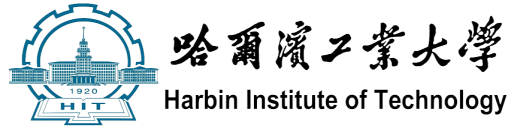 1920
HIT
哈爾濱工業大學
Harbin Institute of Technology